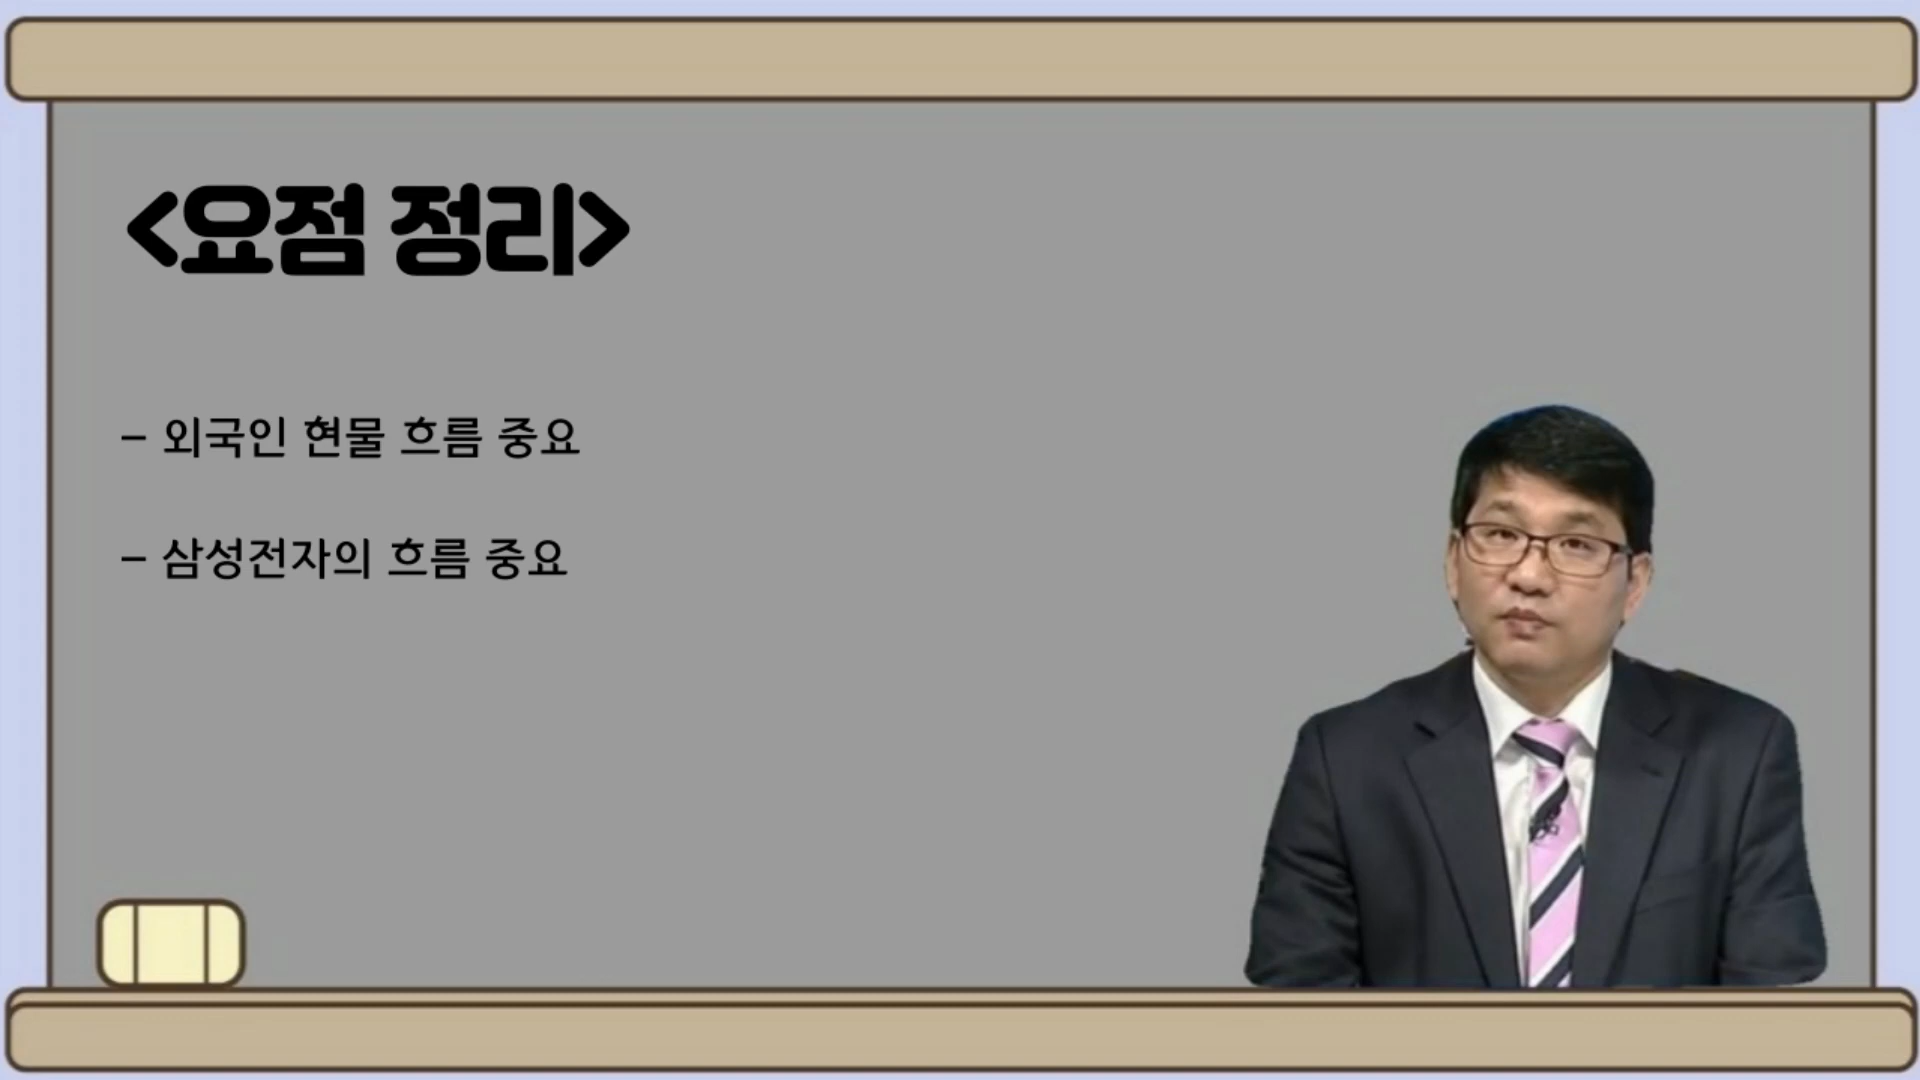 <요점 정리>
- 외국인 현물 흐름 중요
- 삼성전자의 흐름 중요